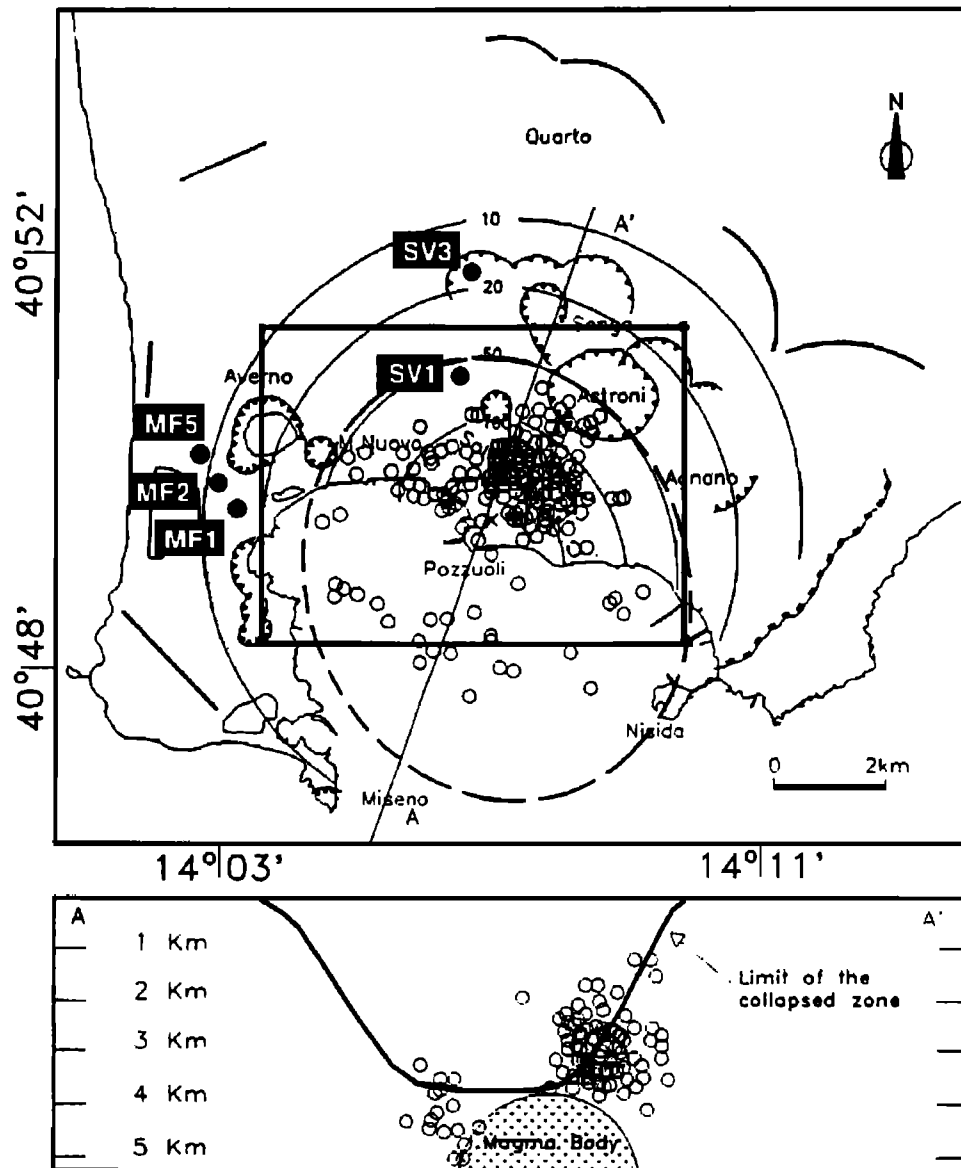 Quarto
N
A'
10
SV3
20
Senga
50
SV1
Averno
Astroni
MF5
70
M Nuovo
Agnano
MF2
MF1
Pozzuoli
Nisida
0 2km
Miseno
A
40°52'
40°48'
14°03'
14°11'
A
A'
1 Km
2 Km
3 Km
4 Km
5 Km
Limit of the
collapsed zone
Magma Body